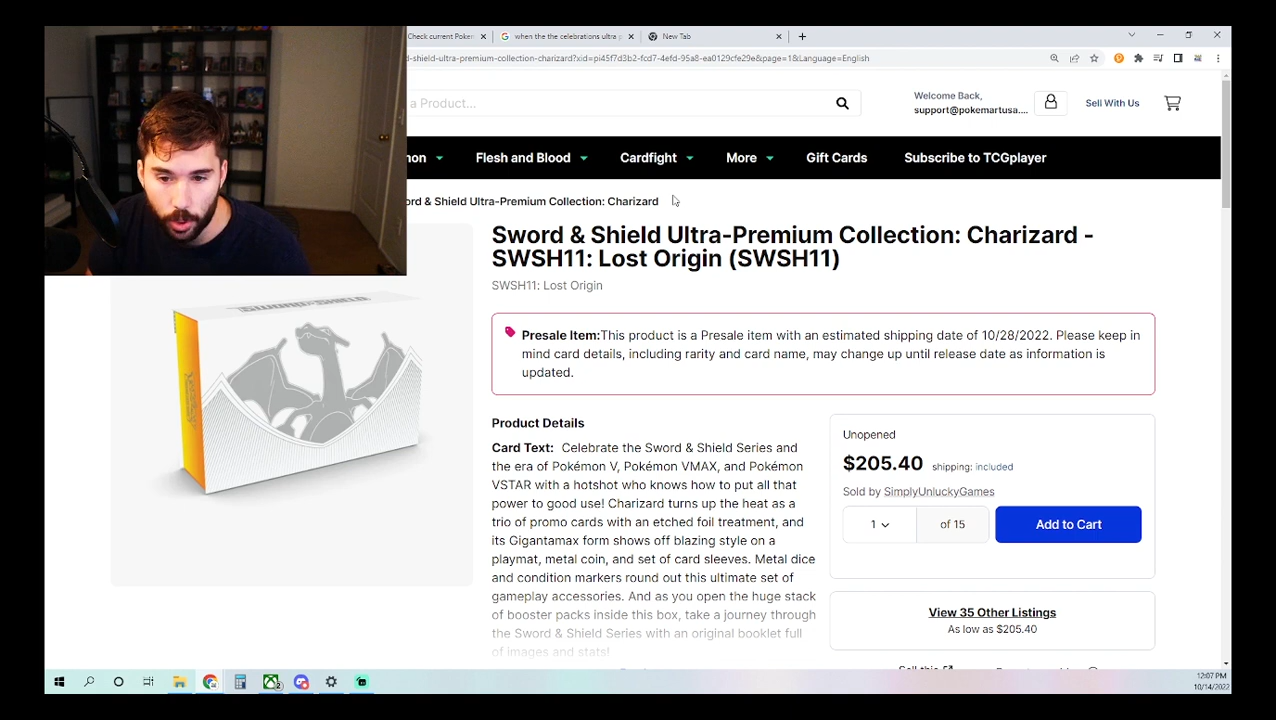 Check current Poker
when the the celebrations ultra p
New Tab
d-shield-ultra-premium-collection-charizard?xid=pi45f7d3b2-fcd7-4efd-95a8-ea0129cfe29e&page=1&Language=English
a Product...
Welcome Back,
support@pokemartusa....
Sell With Us
non
Flesh and Blood
Cardfight
More
Gift Cards
Subscribe to TCGplayer
ord & Shield Ultra-Premium Collection: Charizard
Sword & Shield Ultra-Premium Collection: Charizard -
SWSH11: Lost Origin (SWSH11)
SWSH11: Lost Origin
Presale Item:This product is a Presale item with an estimated shipping date of 10/28/2022. Please keep in
mind card details, including rarity and card name, may change up until release date as information is
updated.
SWORD & SHIELD
Product Details
Card Text: Celebrate the Sword & Shield Series and
the era of Pokémon V, Pokémon VMAX, and Pokémon
VSTAR with a hotshot who knows how to put all that
power to good use! Charizard turns up the heat as a
trio of promo cards with an etched foil treatment, and
its Gigantamax form shows off blazing style on a
playmat, metal coin, and set of card sleeves. Metal dice
and condition markers round out this ultimate set of
gameplay accessories. And as you open the huge stack
of booster packs inside this box, take a journey through
the Sword & Shield Series with an original booklet full
of images and stats!
Unopened
$205.40 shipping: included
Sold by SimplyUnluckyGames
1 of 15
Add to Cart
View 35 Other Listings
As low as $205.40
12:07 PM
10/14/2022